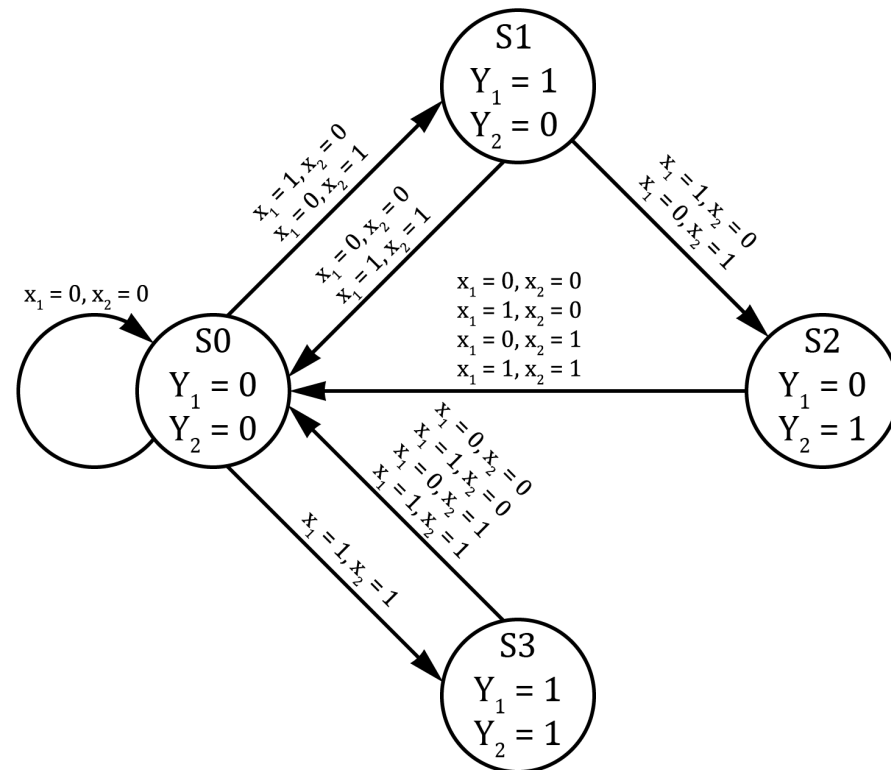 S1
Y₁ = 1
Y₂ = 0
x₁ = 1, x₂ = 0
x₁ = 0, x₂ = 1
x₁ = 0, x₂ = 0
x₁ = 1, x₂ = 1
x₁ = 1, x₂ = 0
x₁ = 0, x₂ = 1
x₁ = 0, x₂ = 0
S0
Y₁ = 0
Y₂ = 0
x₁ = 0, x₂ = 0
x₁ = 1, x₂ = 0
x₁ = 0, x₂ = 1
x₁ = 1, x₂ = 1
S2
Y₁ = 0
Y₂ = 1
x₁ = 0, x₂ = 0
x₁ = 1, x₂ = 0
x₁ = 0, x₂ = 1
x₁ = 1, x₂ = 1
x₁ = 1, x₂ = 1
S3
Y₁ = 1
Y₂ = 1